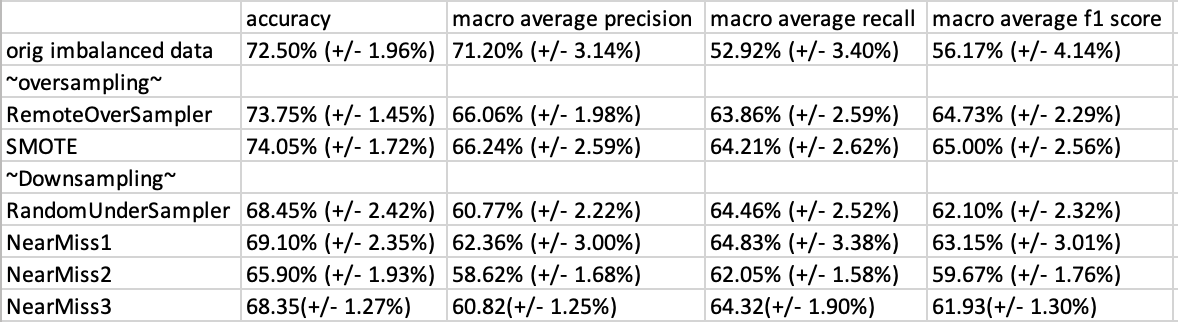 accuracy macro average precision macro average recall macro average f1 score
orig imbalanced data 72.50% (+/- 1.96%) 71.20% (+/- 3.14%) 52.92% (+/- 3.40%) 56.17% (+/- 4.14%)
~oversampling~
RemoteOverSampler 73.75% (+/- 1.45%) 66.06% (+/- 1.98%) 63.86% (+/- 2.59%) 64.73% (+/- 2.29%)
SMOTE 74.05% (+/- 1.72%) 66.24% (+/- 2.59%) 64.21% (+/- 2.62%) 65.00% (+/- 2.56%)
~Downsampling~
RandomUnderSampler 68.45% (+/- 2.42%) 60.77% (+/- 2.22%) 64.46% (+/- 2.52%) 62.10% (+/- 2.32%)
NearMiss1 69.10% (+/- 2.35%) 62.36% (+/- 3.00%) 64.83% (+/- 3.38%) 63.15% (+/- 3.01%)
NearMiss2 65.90% (+/- 1.93%) 58.62% (+/- 1.68%) 62.05% (+/- 1.58%) 59.67% (+/- 1.76%)
NearMiss3 68.35(+/- 1.27%) 60.82(+/- 1.25%) 64.32(+/- 1.90%) 61.93(+/- 1.30%)